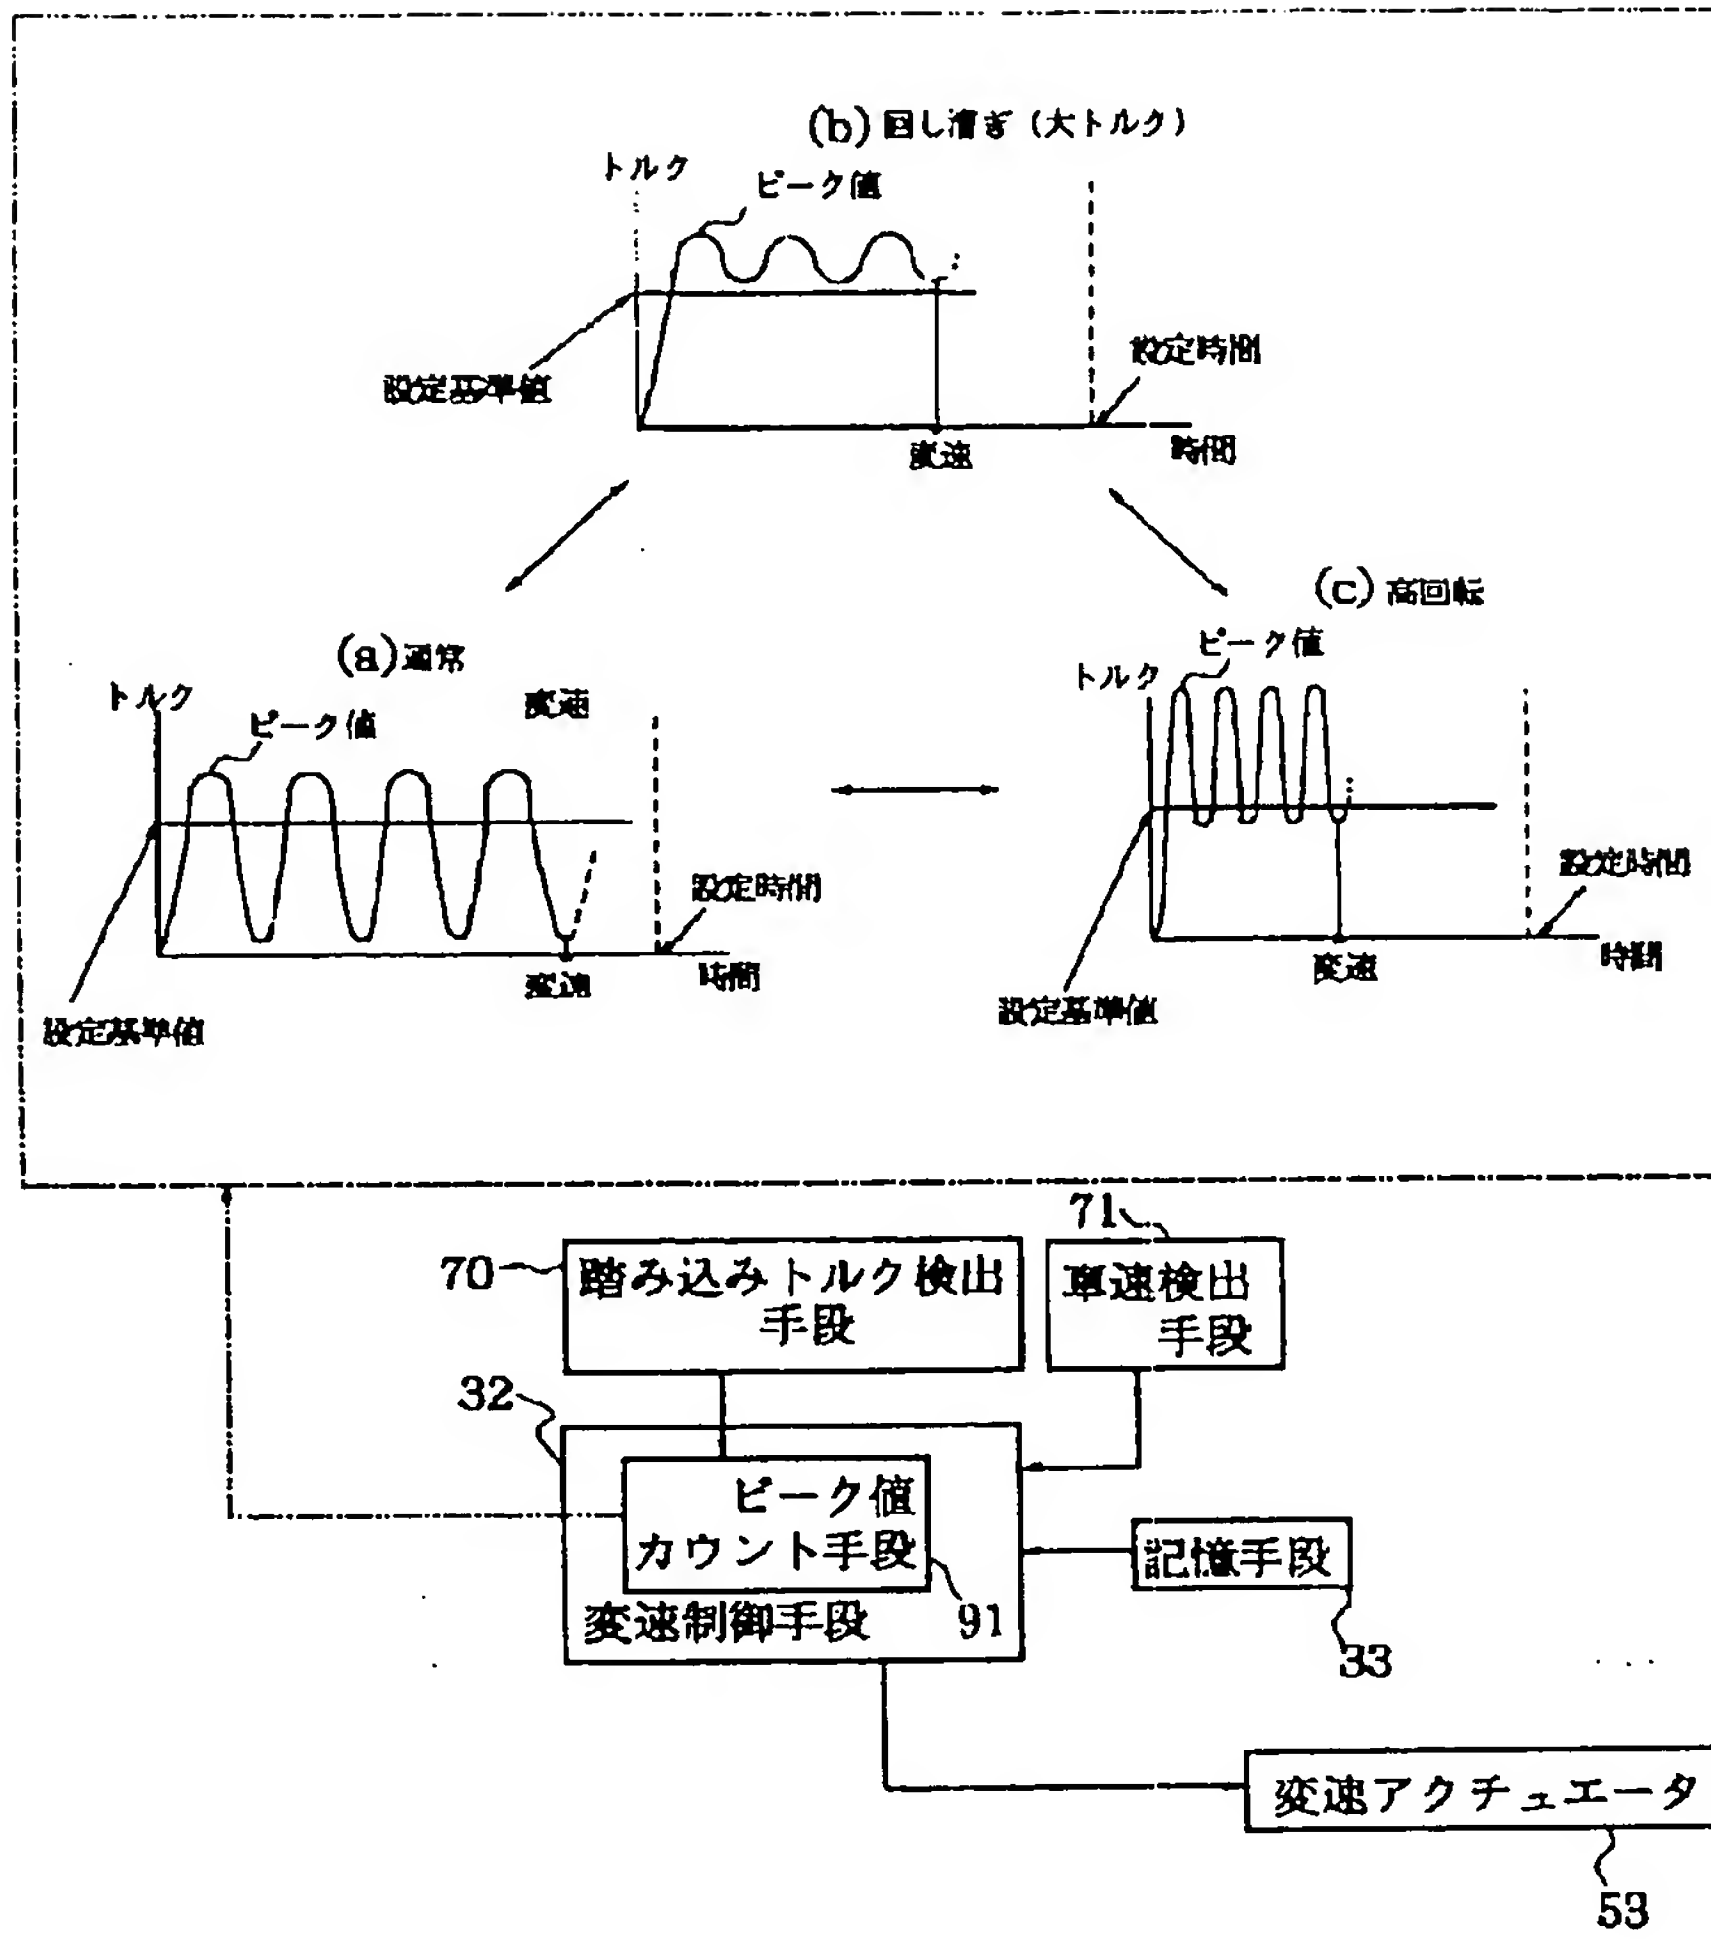 (b)回し漕ぎ(大トルク)
トルク
ピーク値
設定基準値
設定時間
変速
時間
(a)通常
トルク
変速
ピーク値
設定時間
変速
時間
設定基準値
(c)高回転
ピーク値
トルク
設定時間
変速
時間
設定基準値
70
踏み込みトルク検出
手段
71
車速検出
手段
32
ピーク値
カウント手段
変速制御手段
91
記憶手段
33
変速アクチュエータ
53